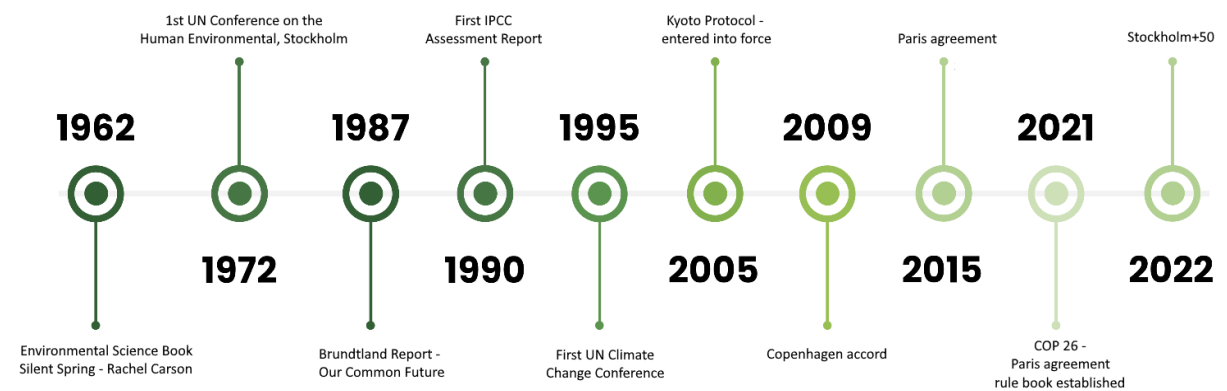 1962
Environmental Science Book
Silent Spring - Rachel Carson
1st UN Conference on the
Human Environmental, Stockholm
1972
1987
Brundtland Report -
Our Common Future
First IPCC
Assessment Report
1990
1995
First UN Climate
Change Conference
Kyoto Protocol -
entered into force
2005
2009
Copenhagen accord
Paris agreement
2015
2021
COP 26 -
Paris agreement
rule book established
Stockholm+50
2022